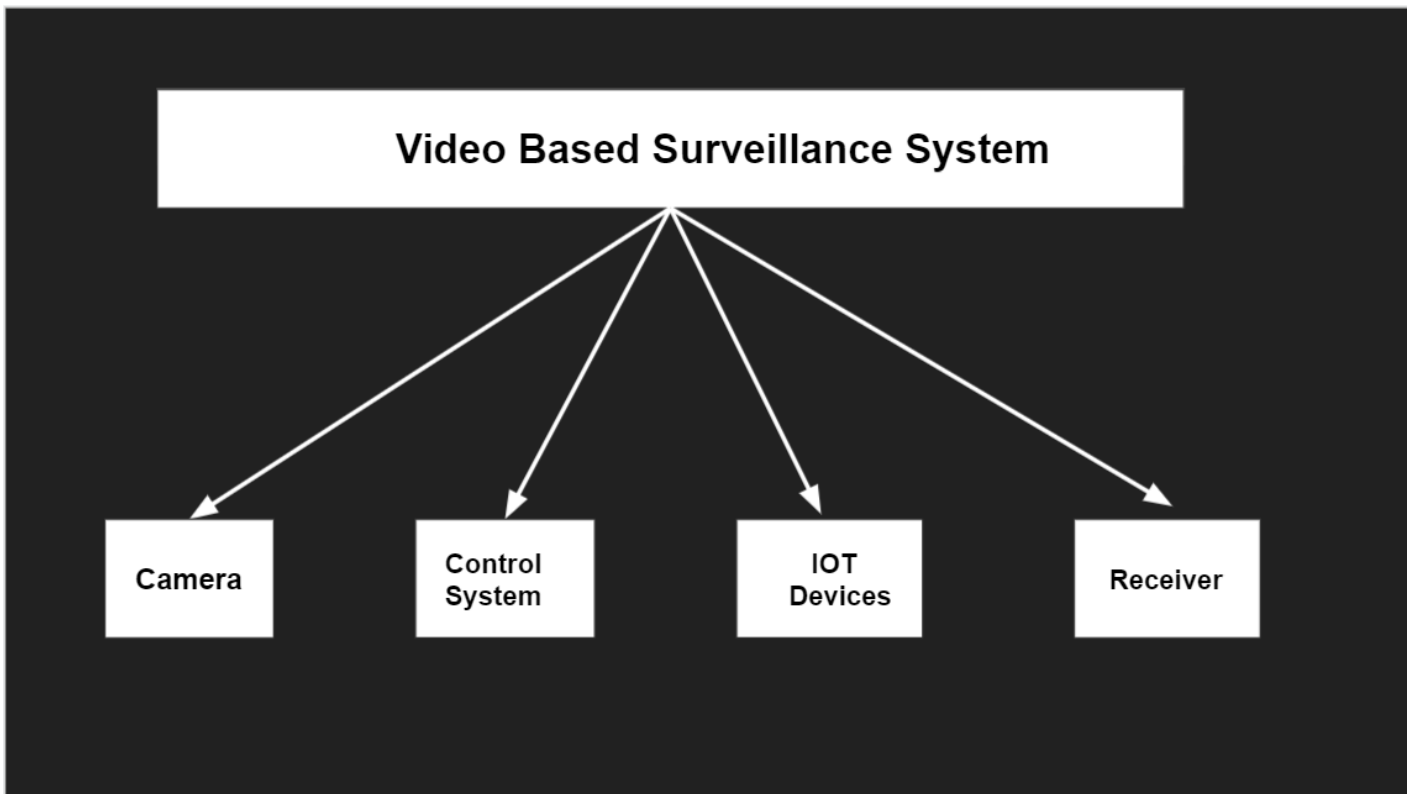 Video Based Surveillance System
Camera
Control
System
IOT
Devices
Receiver